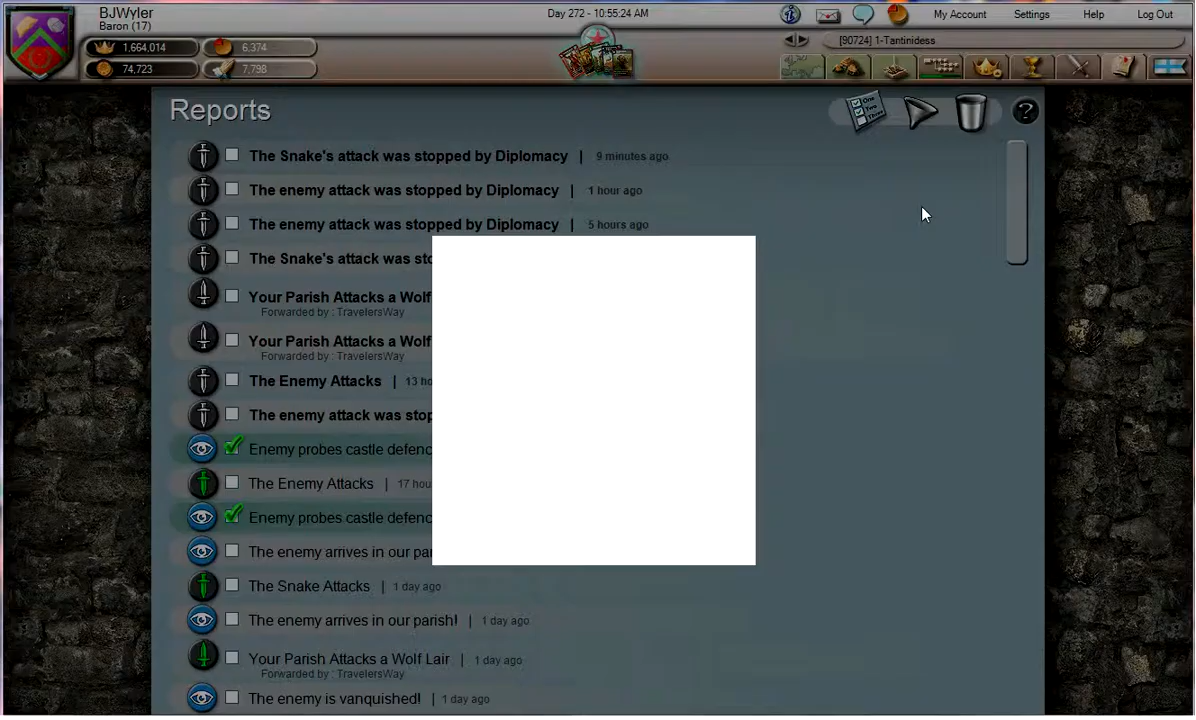 BJWyler
Baron (17)
1,664,014
6,374
74,723
7,798
Day 272 - 10:55:24 AM
My Account
Settings
Help
Log Out
[90724] 1-Tantinidess
Reports
One
Two
?
The Snake's attack was stopped by Diplomacy | 9 minutes ago
The enemy attack was stopped by Diplomacy | 1 hour ago
The enemy attack was stopped by Diplomacy | 5 hours ago
The Snake's attack was
Your Parish Attacks a Wolf
Forwarded by : TravelersWay
Your Parish Attacks a Wolf
Forwarded by : TravelersWay
The Enemy Attacks | 13 ho
The enemy attack was stop
Enemy probes castle defenc
The Enemy Attacks | 17 hou
Enemy probes castle defenc
The enemy arrives in our pa
The Snake Attacks | 1 day ago
The enemy arrives in our parish! | 1 day ago
Your Parish Attacks a Wolf Lair | 1 day ago
Forwarded by : TravelersWay
The enemy is vanquished! | 1 day ago